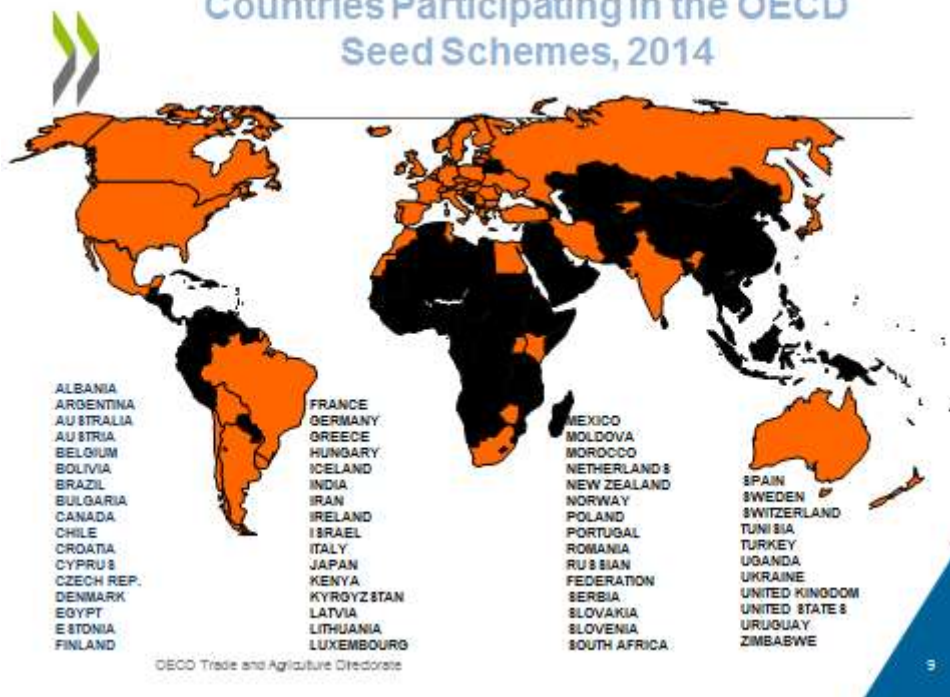 Countries Participating in the OECD
Seed Schemes, 2014
ALBANIA
ARGENTINA
AUSTRALIA
AUSTRIA
BELGIUM
BOLIVIA
BRAZIL
BULGARIA
CANADA
CHILE
CROATIA
CYPRUS
CZECH REP.
DENMARK
EGYPT
ESTONIA
FINLAND
FRANCE
GERMANY
GREECE
HUNGARY
ICELAND
INDIA
IRAN
IRELAND
ISRAEL
ITALY
JAPAN
KENYA
KYRGYZSTAN
LATVIA
LITHUANIA
LUXEMBOURG
MEXICO
MOLDOVA
MOROCCO
NETHERLANDS
NEW ZEALAND
NORWAY
POLAND
PORTUGAL
ROMANIA
RUSSIAN
FEDERATION
SERBIA
SLOVAKIA
SLOVENIA
SOUTH AFRICA
SPAIN
SWEDEN
SWITZERLAND
TUNISIA
TURKEY
UGANDA
UKRAINE
UNITED KINGDOM
UNITED STATES
URUGUAY
ZIMBABWE
OECD Trade and Agriculture Directorate
9